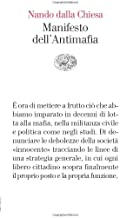 Nando dalla Chiesa
Manifesto
dell'Antimafia
È ora di mettere a frutto ciò che ab-
biamo imparato in decenni di lot-
ta alla mafia, nella militanza civile
e politica come negli studi. Di de-
nunciare le debolezze della società
«innocente» tracciando le linee di
una strategia generale, in cui ogni
libero cittadino scopra finalmente
il proprio posto e la propria funzione.